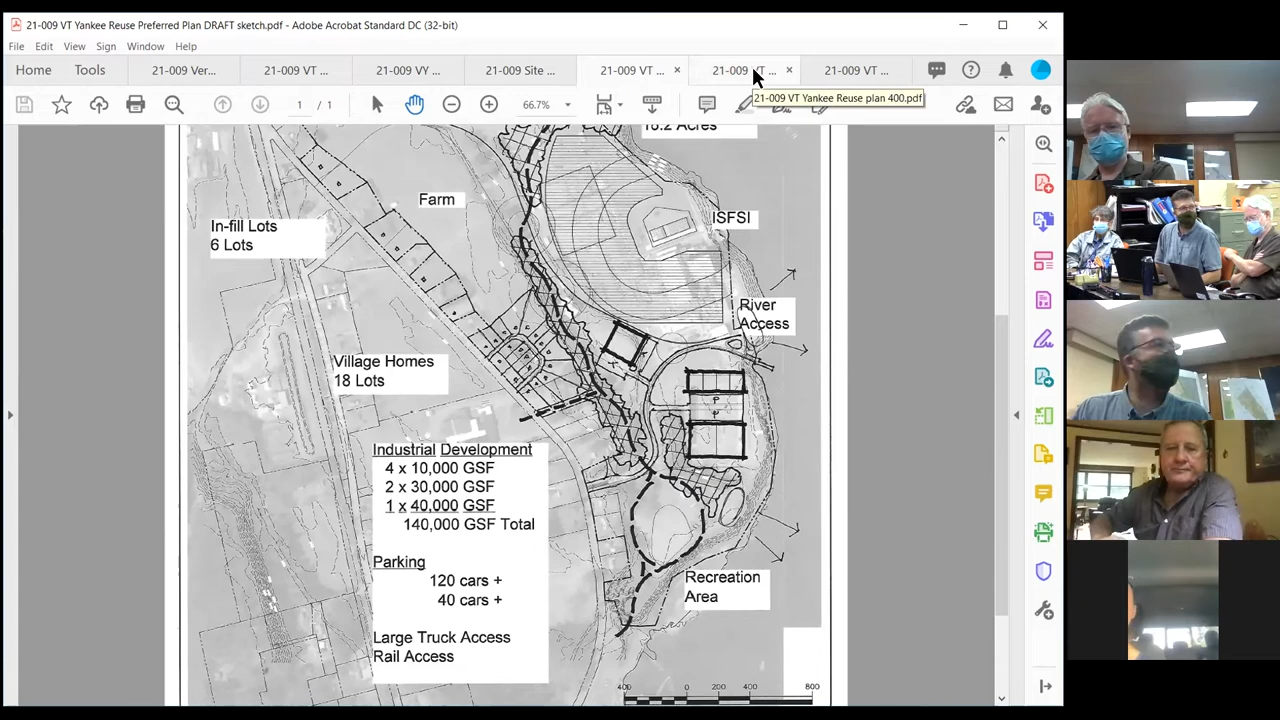 21-009 VT Yankee Reuse Preferred Plan DRAFT sketch.pdf - Adobe Acrobat Standard DC (32-bit)
File Edit View Sign Window Help
Home Tools 21-009 Ver... 21-009 VT ... 21-009 VY ... 21-009 Site ... 21-009 VT ... 21-009 VT ... 21-009 VT ...
1 / 1 66.7%
21-009 VT Yankee Reuse plan 400.pdf
16.2 Acres
Farm
ISFSI
In-fill Lots
6 Lots
River
Access
Village Homes
18 Lots
P
P
Industrial Development
4 x 10,000 GSF
2 x 30,000 GSF
1 x 40,000 GSF
140,000 GSF Total
Parking
120 cars +
40 cars +
Recreation
Area
Large Truck Access
Rail Access
400 0 200 400 800